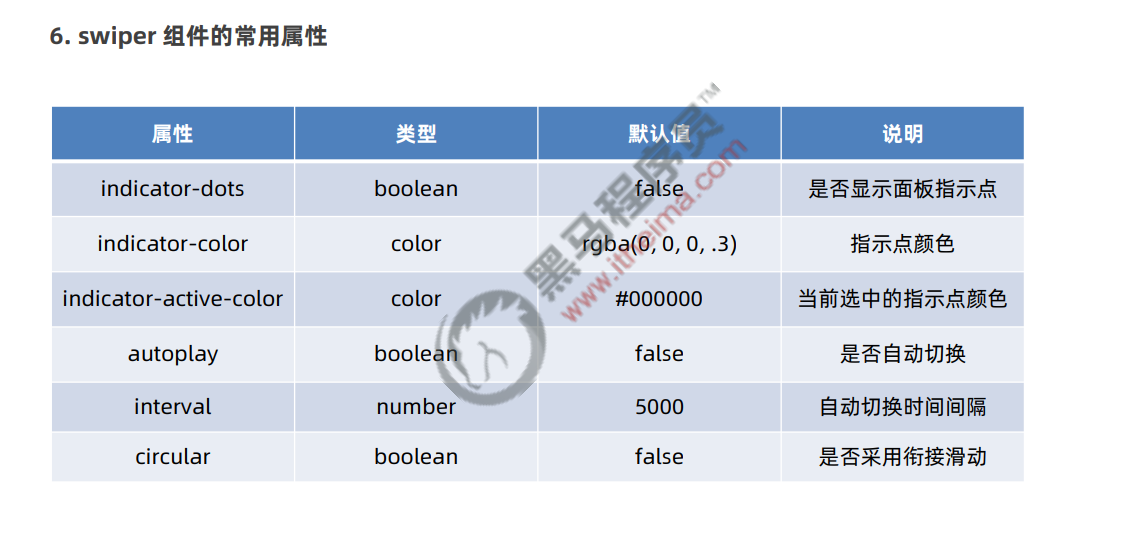 6. swiper 组件的常用属性
属性 类型 默认值 说明
indicator-dots boolean false 是否显示面板指示点
indicator-color color rgba(0, 0, 0, .3) 指示点颜色
indicator-active-color color #000000 当前选中的指示点颜色
autoplay boolean false 是否自动切换
interval number 5000 自动切换时间间隔
circular boolean false 是否采用衔接滑动
黑马程序员™
www.itheima.com